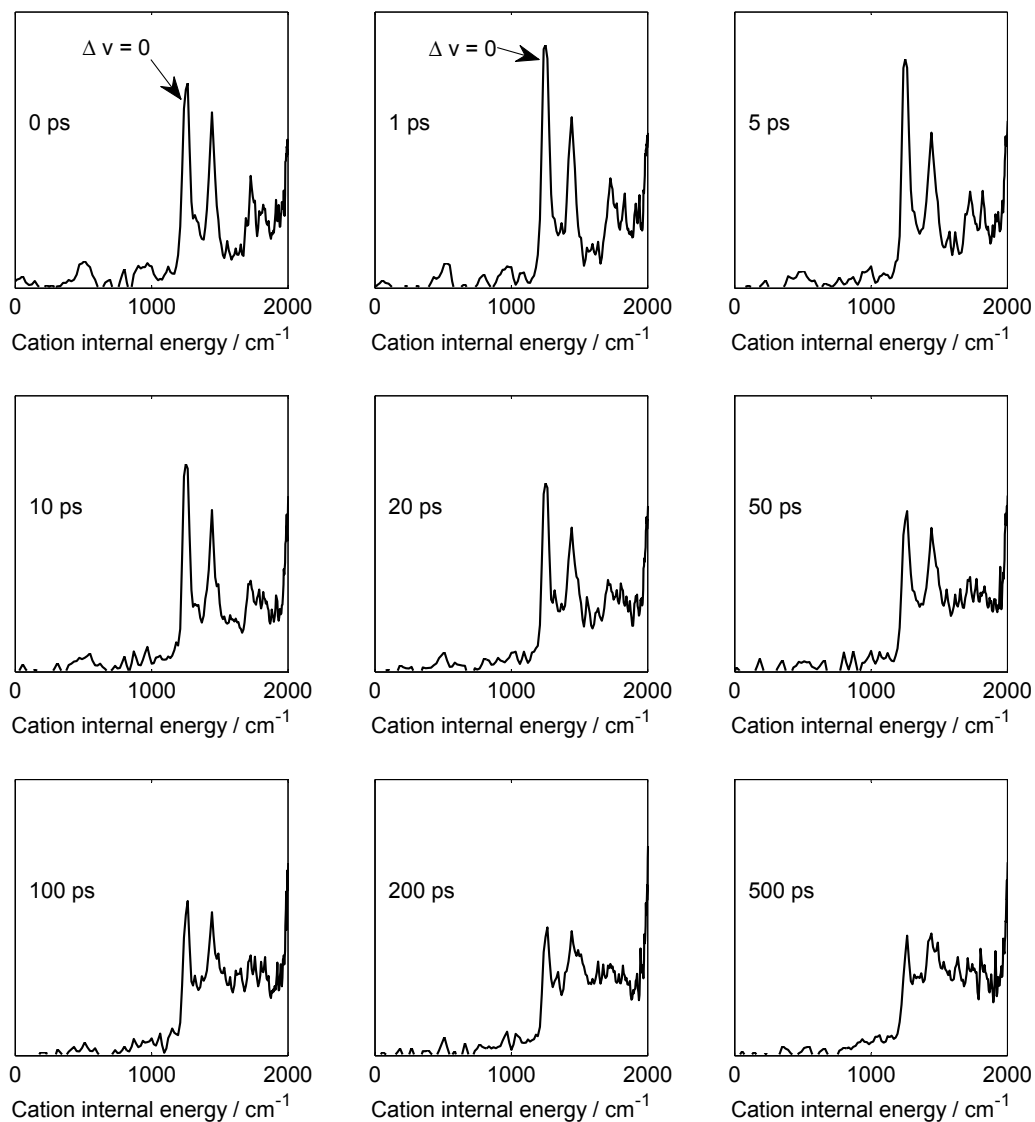 Δ v = 0
Δ v = 0
0 ps
1 ps
5 ps
0 1000 2000
0 1000 2000
0 1000 2000
Cation internal energy / cm⁻¹
Cation internal energy / cm⁻¹
Cation internal energy / cm⁻¹
10 ps
20 ps
50 ps
0 1000 2000
0 1000 2000
0 1000 2000
Cation internal energy / cm⁻¹
Cation internal energy / cm⁻¹
Cation internal energy / cm⁻¹
100 ps
200 ps
500 ps
0 1000 2000
0 1000 2000
0 1000 2000
Cation internal energy / cm⁻¹
Cation internal energy / cm⁻¹
Cation internal energy / cm⁻¹